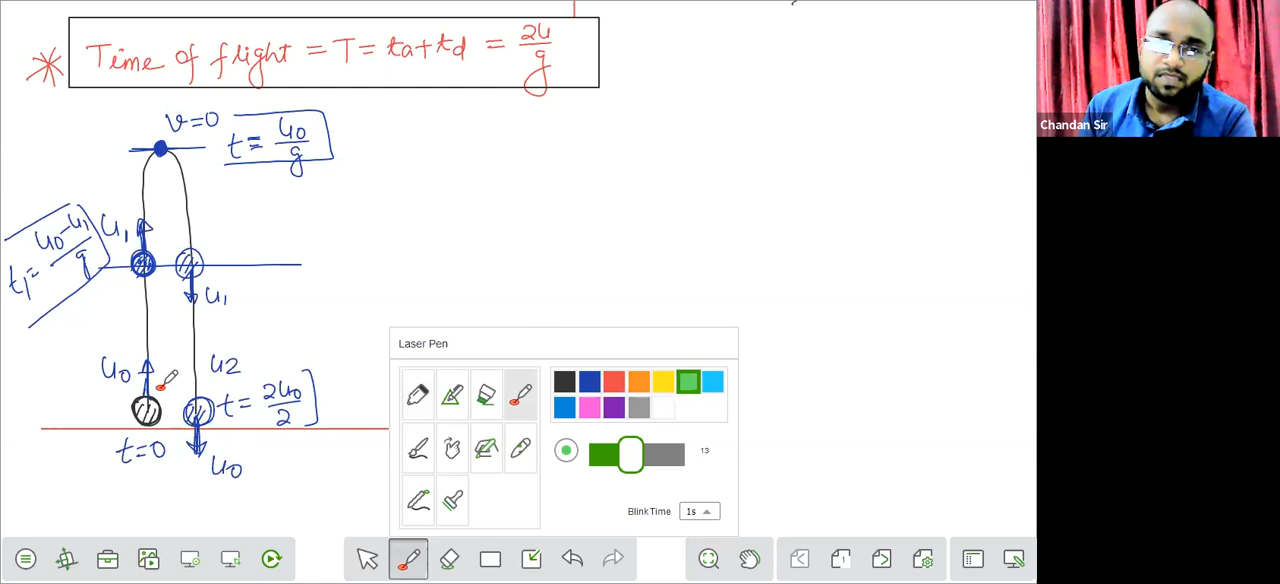 Time of flight = T = ta+td = 2u/g
v=0
t = u0/g
t1 = u0-u1/g
u1
u1
u0
u2
t = 2u0/2
t=0
u0
Chandan Sir
Laser Pen
13
Blink Time 1s
1